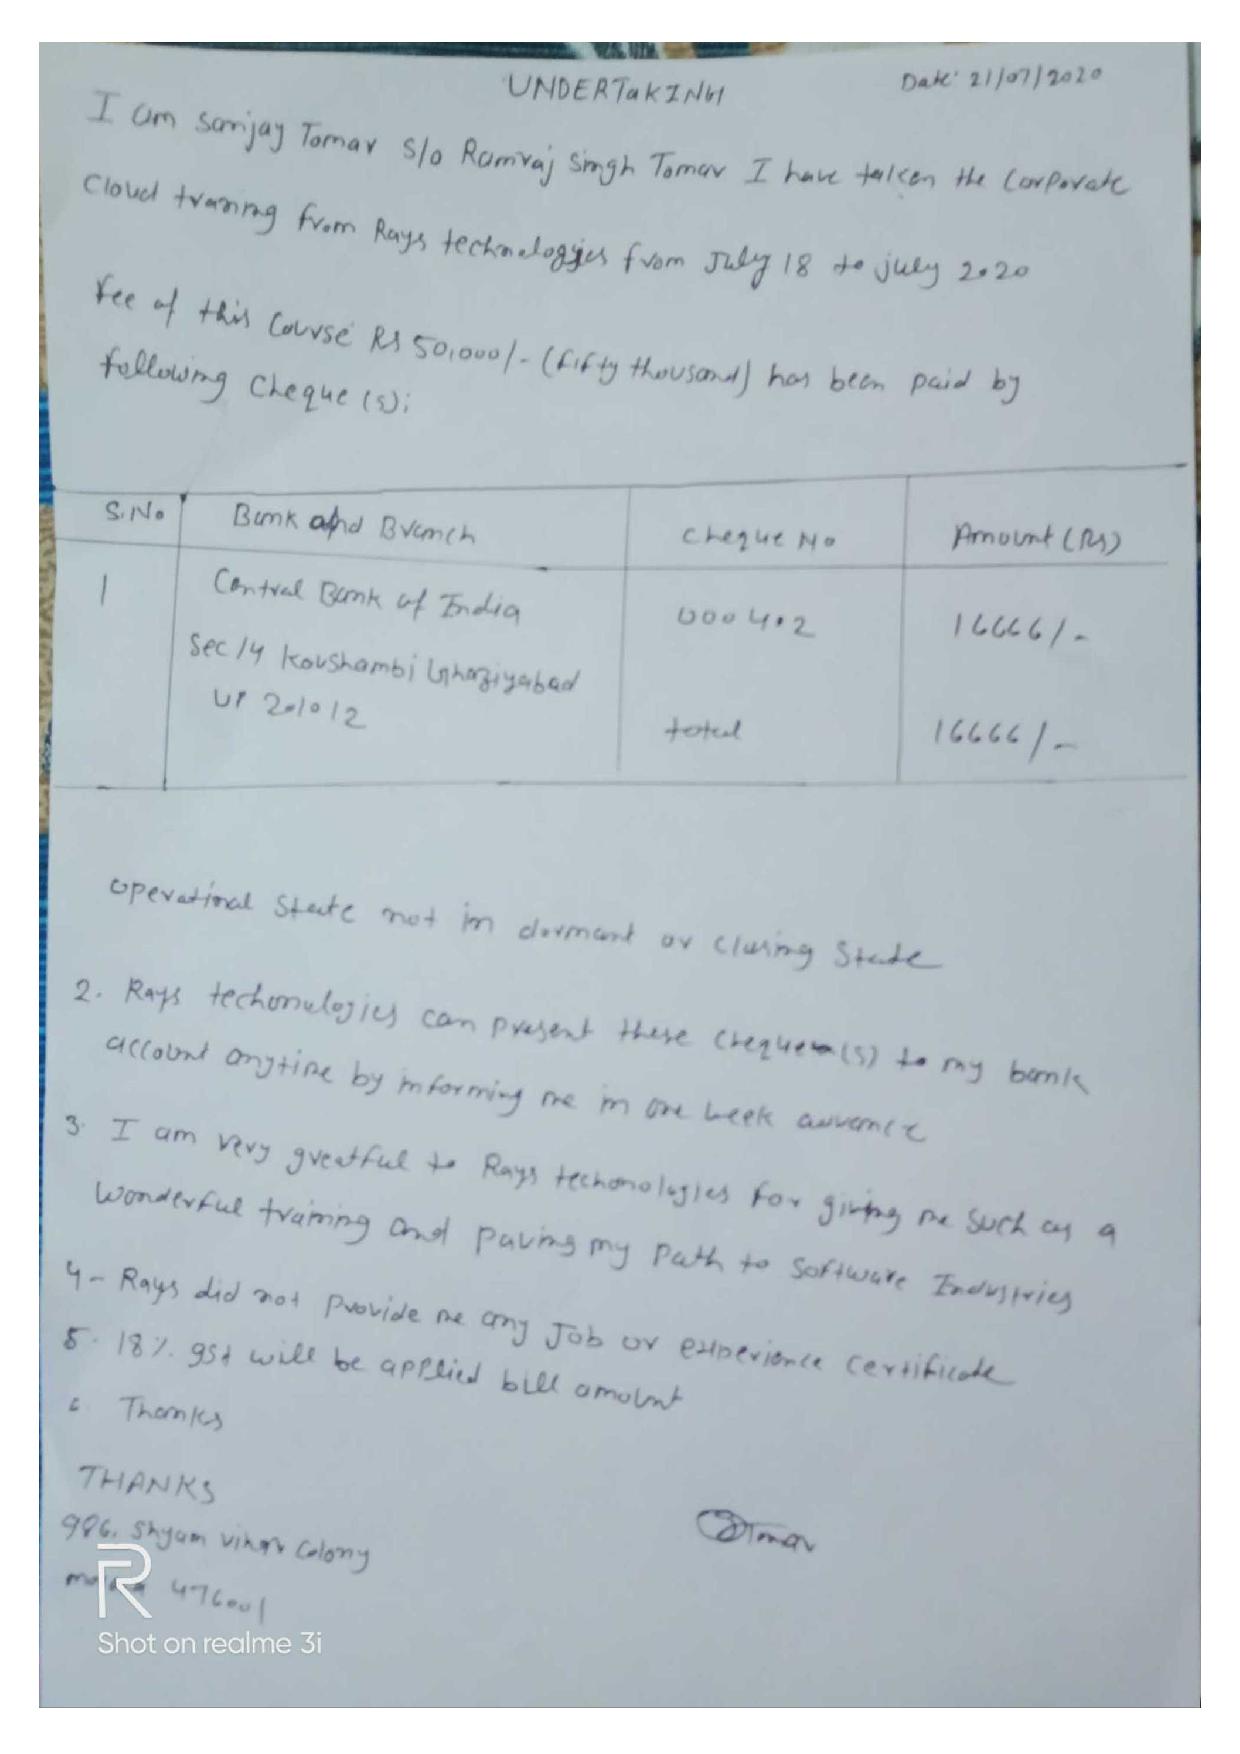 UNDERTaKING
Date: 21/07/2020
I am Sanjay Tomar S/o Ramraj Singh Tomar I have taken the Corporate
Cloud traning from Rays technologyies from July 18 to july 2020
Fee of this Course Rs 50,000/- (fifty thousand) has been paid by
following Cheque (s);
S.No Bank and Branch Cheque No Amount (Rs)
1 Central Bank of India 000402 16666/-
Sec 14 Koushambi Ghaziyabad
UP 201012 total 16666/-
operational State not in dormant or closing State
2. Rays techonologies can present these cheque(s) to my bank
account anytime by informing me in one week
3. I am very greatful to Rays techonologies for giving me such as a
wonderful training and paving my path to software Industries
4- Rays did not provide me any Job or experience certificate
5. 18% gst will be applied bill amount
6 Thanks
THANKS
986, Shyam vihar Colony
476001
Tomar
R
Shot on realme 3i